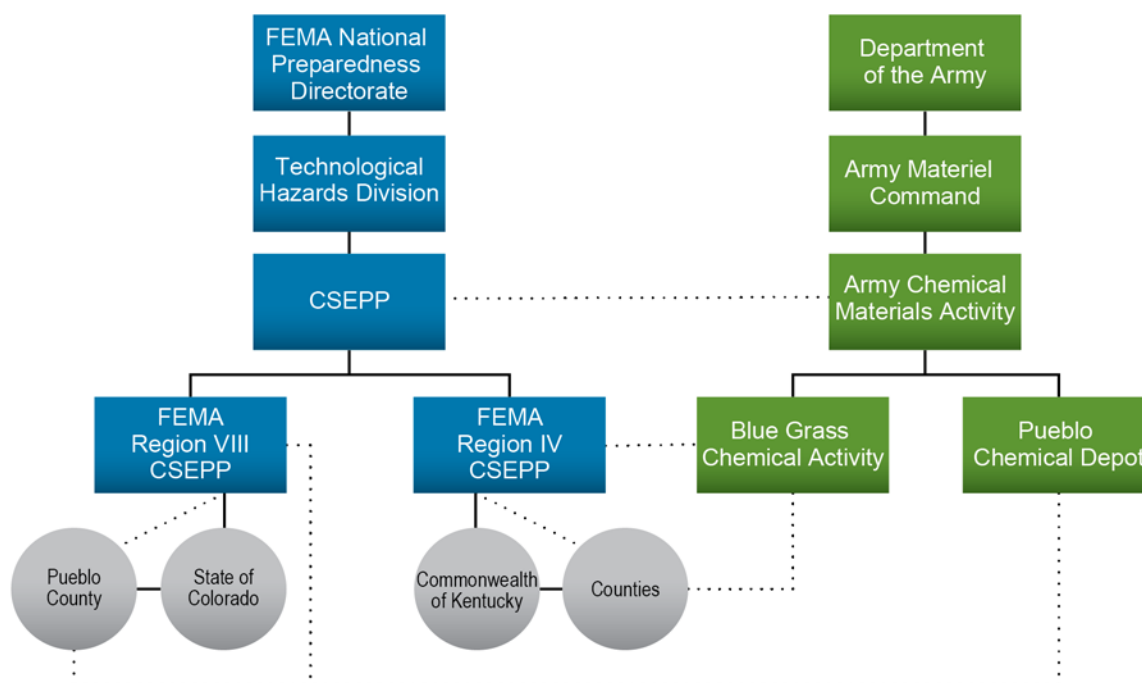 FEMA National
Preparedness
Directorate
Department
of the Army
Technological
Hazards Division
Army Materiel
Command
CSEPP
Army Chemical
Materials Activity
FEMA
Region VIII
CSEPP
FEMA
Region IV
CSEPP
Blue Grass
Chemical Activity
Pueblo
Chemical Depot
Pueblo
County
State of
Colorado
Commonwealth
of Kentucky
Counties